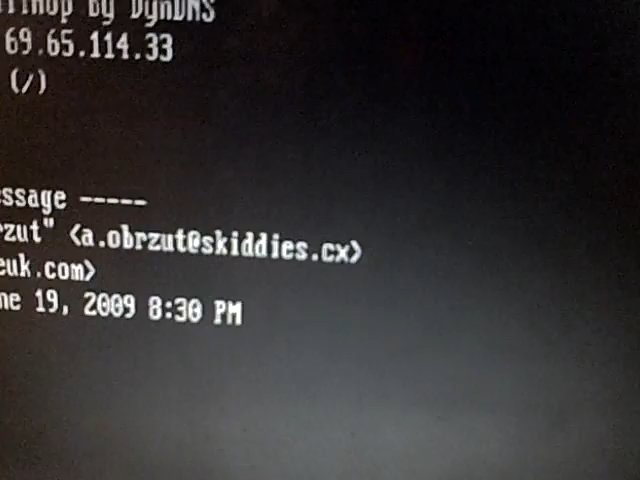 by DynDNS
69.65.114.33
(/)
ssage -----
zut" <a.obrzut@skiddies.cx>
euk.com>
ne 19, 2009 8:30 PM